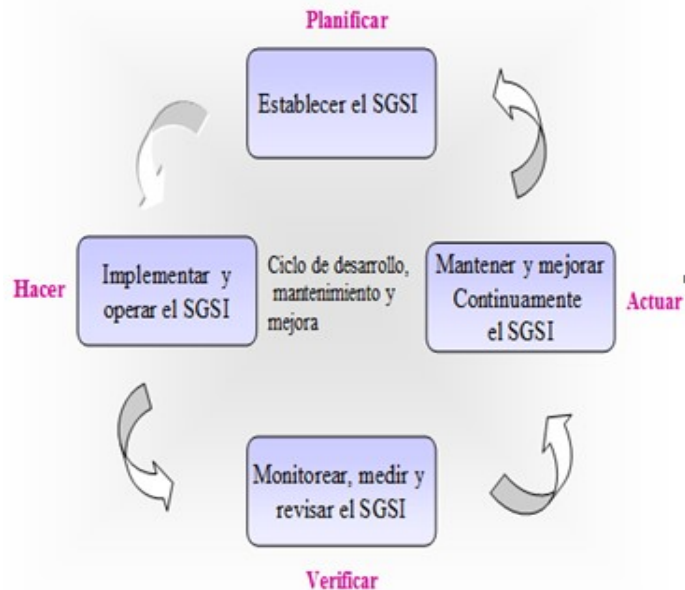 Planificar
Establecer el SGSI
Hacer
Implementar y
operar el SGSI
Ciclo de desarrollo,
mantenimiento y
mejora
Mantener y mejorar
Continuamente
el SGSI
Actuar
Monitorear, medir y
revisar el SGSI
Verificar